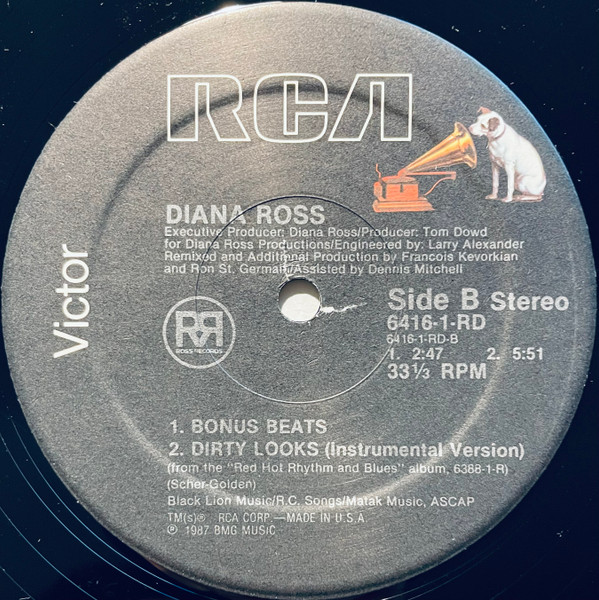 RCA
Victor
DIANA ROSS
Executive Producer: Diana Ross/Producer: Tom Dowd
for Diana Ross Productions/Engineered by: Larry Alexander
Remixed and Additional Production by Francois Kevorkian
and Ron St. Germain/Assisted by Dennis Mitchell
RR
ROSS RECORDS
Side B Stereo
6416-1-RD
6416-1-RD-B
1. 2:47 2. 5:51
33⅓ RPM
1. BONUS BEATS
2. DIRTY LOOKS (Instrumental Version)
(from the "Red Hot Rhythm and Blues" album, 6388-1-R)
(Scher-Golden)
Black Lion Music/R.C. Songs/Matak Music, ASCAP
TM(s)® RCA CORP.—MADE IN U.S.A.
℗ 1987 BMG MUSIC